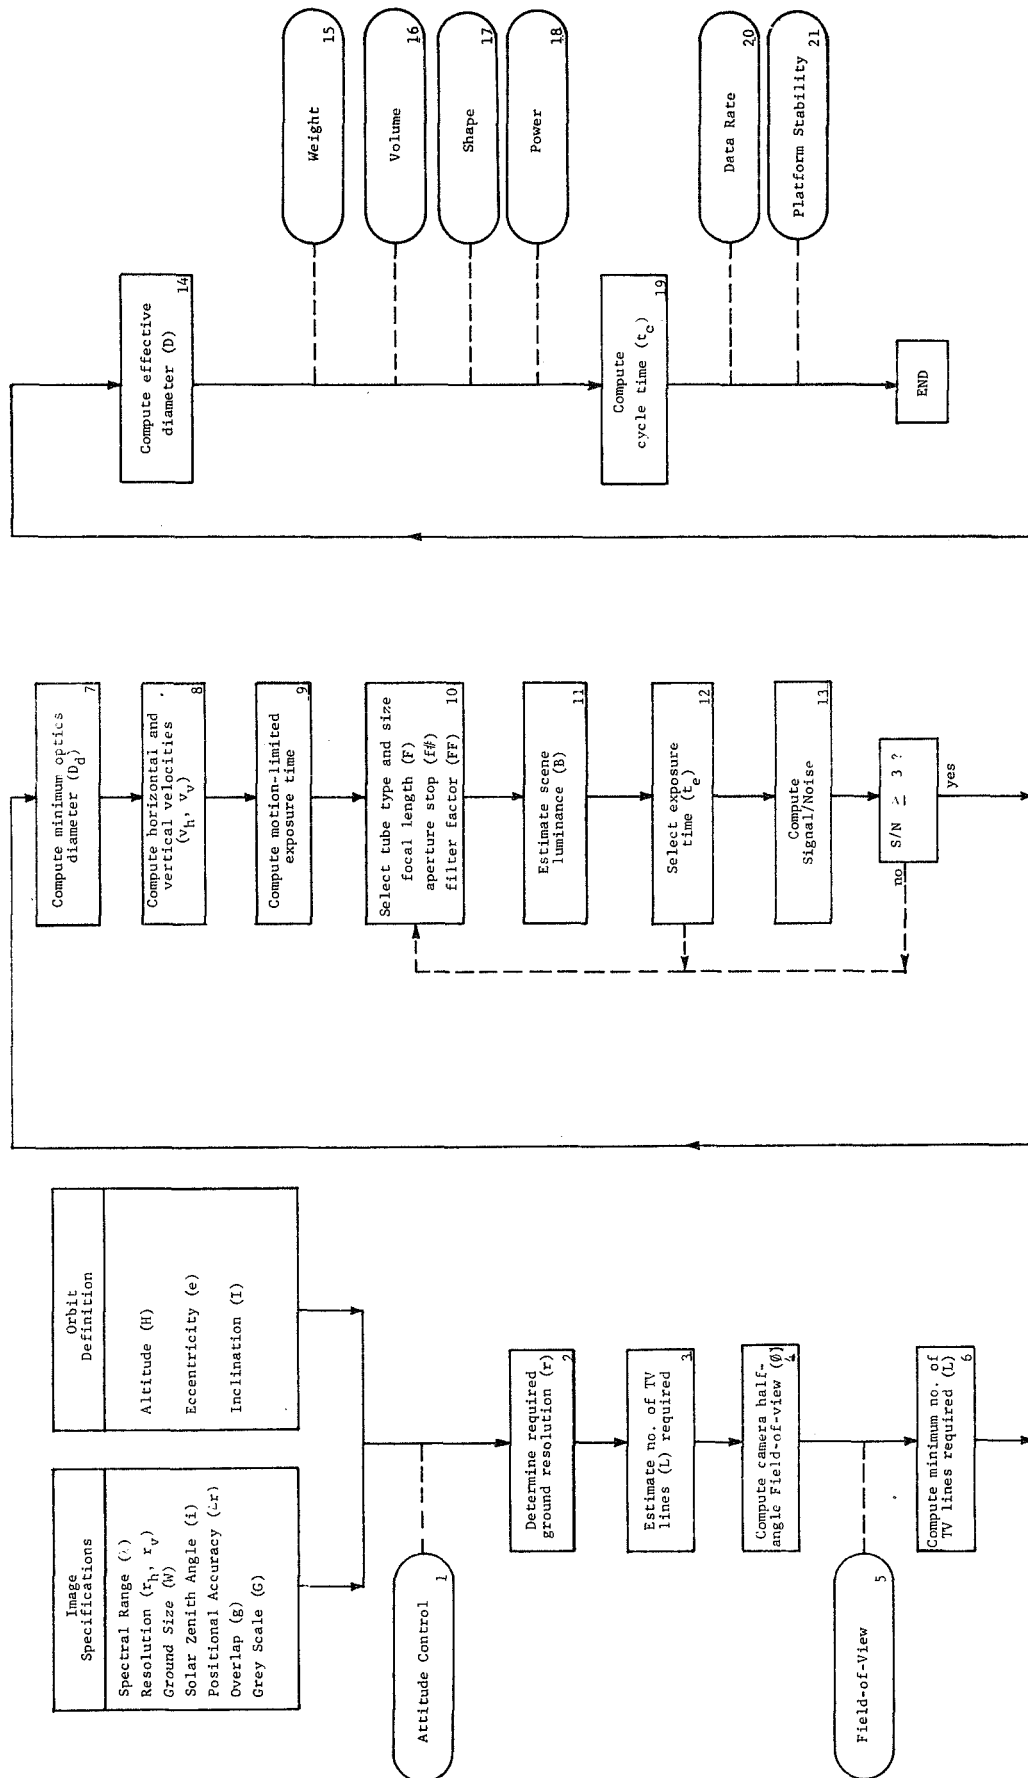 Image
Specifications
Spectral Range (λ)
Resolution (r_h, r_v)
Ground Size (W)
Solar Zenith Angle (i)
Positional Accuracy (Δr)
Overlap (g)
Grey Scale (G)
Orbit
Definition
Altitude (H)
Eccentricity (e)
Inclination (I)
Attitude Control
1
Determine required
ground resolution (r)
2
Estimate no. of TV
lines (L) required
3
Compute camera half-
angle Field-of-view (Ø)
4
Field-of-View
5
Compute minimum no. of
TV lines required (L)
6
Compute minimum optics
diameter (D_d)
7
Compute horizontal and
vertical velocities
(v_h, v_v)
8
Compute motion-limited
exposure time
9
Select tube type and size
focal length (F)
aperture stop (f#)
filter factor (FF)
10
Estimate scene
luminance (B)
11
Select exposure
time (t_e)
12
Compute
Signal/Noise
13
S/N ≥ 3 ?
no
yes
Compute effective
diameter (D)
14
Weight
15
Volume
16
Shape
17
Power
18
Compute
cycle time (t_c)
19
Data Rate
20
Platform Stability
21
END